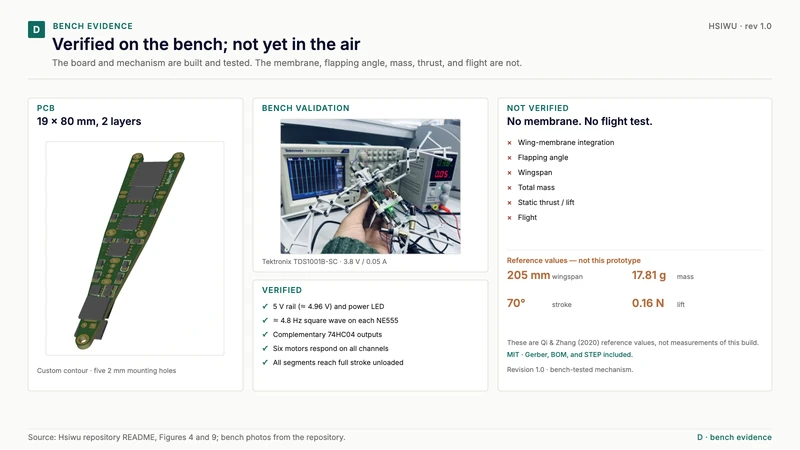 D
BENCH EVIDENCE
HSIWU · rev 1.0
Verified on the bench; not yet in the air
The board and mechanism are built and tested. The membrane, flapping angle, mass, thrust, and flight are not.
PCB
19 × 80 mm, 2 layers
Custom contour · five 2 mm mounting holes
BENCH VALIDATION
Tektronix TDS1001B-SC · 3.8 V / 0.05 A
VERIFIED
✓ 5 V rail (≈ 4.96 V) and power LED
✓ ≈ 4.8 Hz square wave on each NE555
✓ Complementary 74HC04 outputs
✓ Six motors respond on all channels
✓ All segments reach full stroke unloaded
NOT VERIFIED
No membrane. No flight test.
× Wing-membrane integration
× Flapping angle
× Wingspan
× Total mass
× Static thrust / lift
× Flight
Reference values — not this prototype
205 mm wingspan
17.81 g mass
70° stroke
0.16 N lift
These are Qi & Zhang (2020) reference values, not measurements of this build.
MIT · Gerber, BOM, and STEP included.
Revision 1.0 · bench-tested mechanism.
Source: Hsiwu repository README, Figures 4 and 9; bench photos from the repository.
D · bench evidence